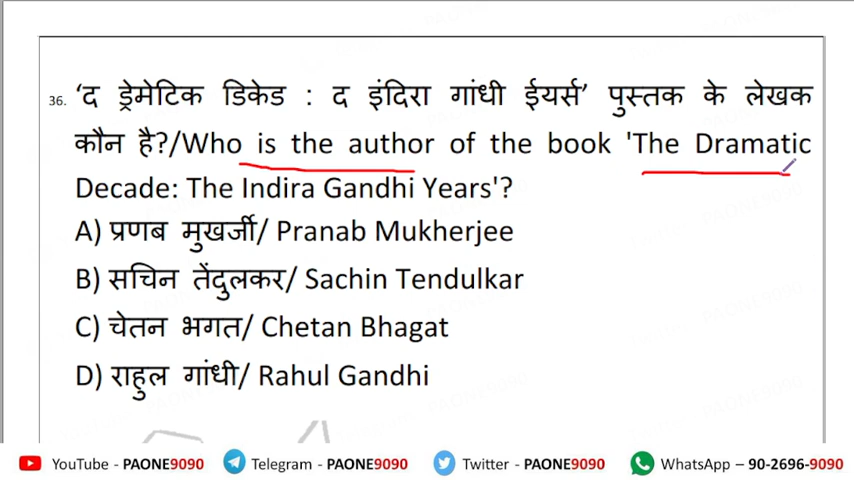 36. ‘द ड्रेमेटिक डिकेड : द इंदिरा गांधी ईयर्स’ पुस्तक के लेखक
कौन है?/Who is the author of the book 'The Dramatic
Decade: The Indira Gandhi Years'?
A) प्रणब मुखर्जी/ Pranab Mukherjee
B) सचिन तेंदुलकर/ Sachin Tendulkar
C) चेतन भगत/ Chetan Bhagat
D) राहुल गांधी/ Rahul Gandhi
YouTube - PAONE9090 Telegram - PAONE9090 Twitter - PAONE9090 WhatsApp – 90-2696-9090